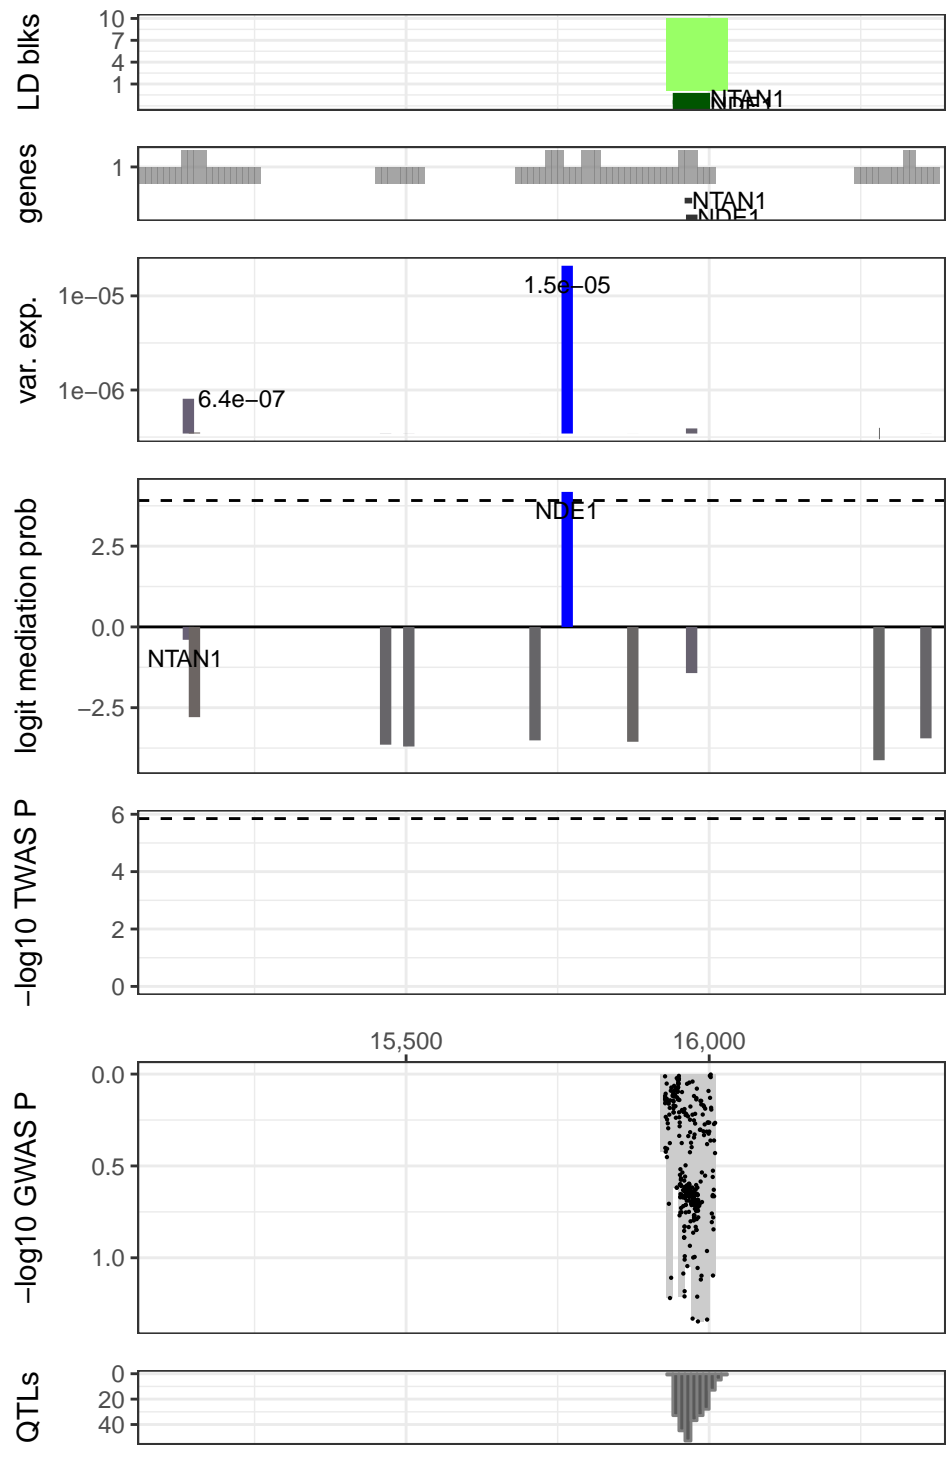 LD blks
10
7
4
1
NTAN1
NDE1
genes
1
NTAN1
NDE1
var. exp.
1e−05
1e−06
1.5e−05
6.4e−07
logit mediation prob
2.5
0.0
−2.5
NDE1
NTAN1
−log10 TWAS P
6
4
2
0
15,500
16,000
−log10 GWAS P
0.0
0.5
1.0
QTLs
0
20
40